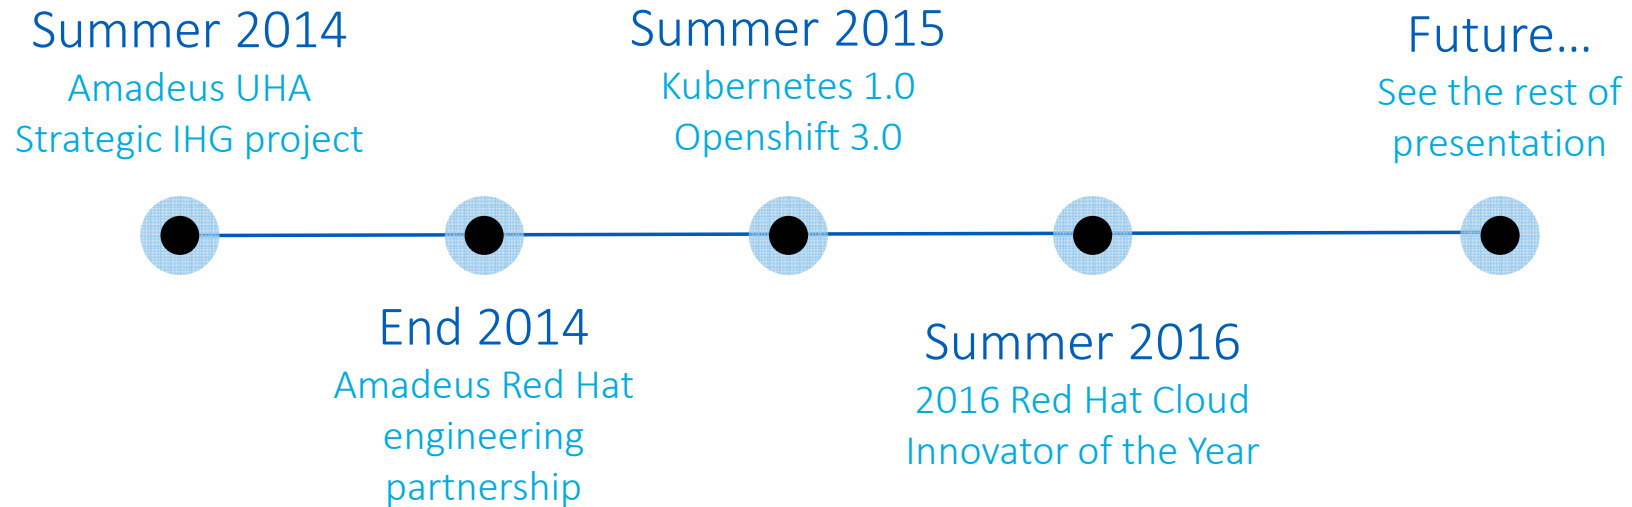 Summer 2014
Amadeus UHA
Strategic IHG project
End 2014
Amadeus Red Hat
engineering
partnership
Summer 2015
Kubernetes 1.0
Openshift 3.0
Summer 2016
2016 Red Hat Cloud
Innovator of the Year
Future...
See the rest of
presentation